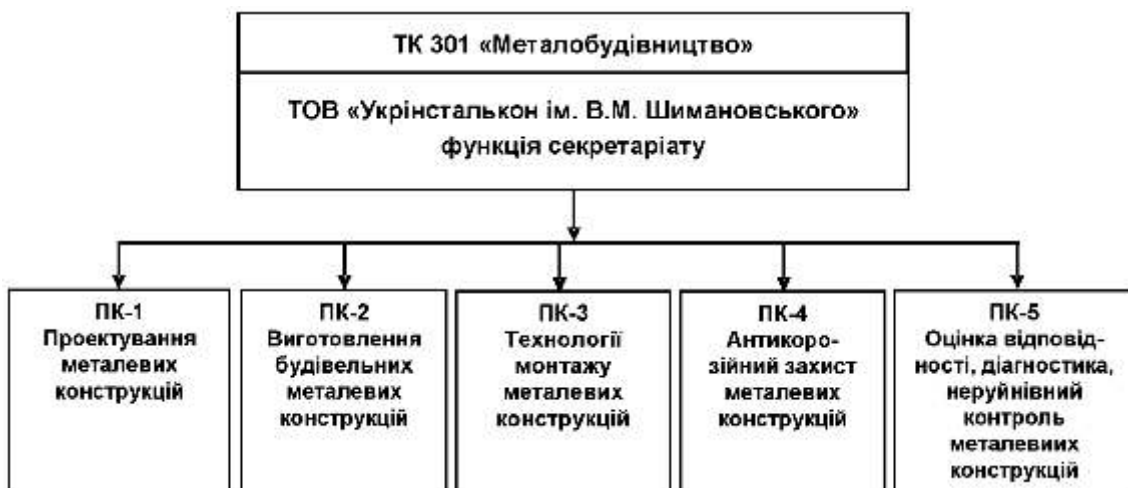 ТК 301 «Металобудівництво»
ТОВ «Укрінсталькон ім. В.М. Шимановського»
функція секретаріату
ПК-1
Проектування
металевих
конструкцій
ПК-2
Виготовлення
будівельних
металевих
конструкцій
ПК-3
Технології
монтажу
металевих
конструкцій
ПК-4
Антикоро-
зійний захист
металевих
конструкцій
ПК-5
Оцінка відповід-
ності, діагностика,
неруйнівний
контроль
металевиих
конструкцій